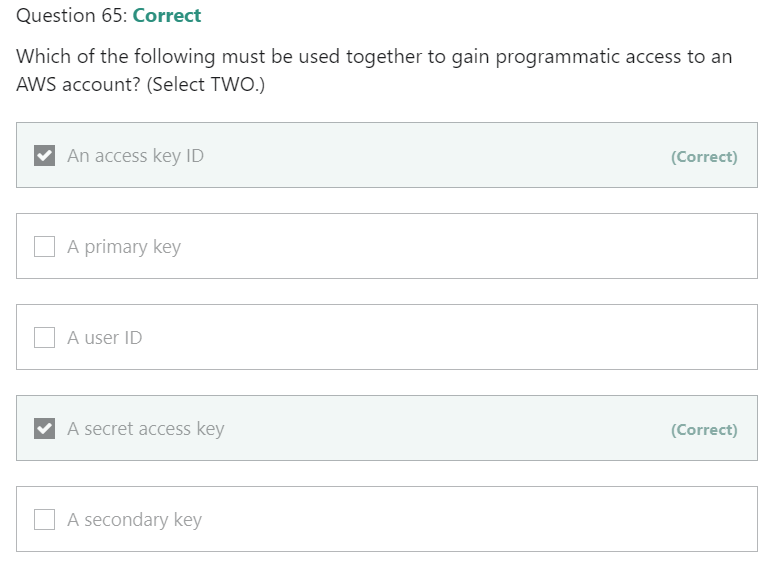 Question 65: Correct
Which of the following must be used together to gain programmatic access to an
AWS account? (Select TWO.)
An access key ID (Correct)
A primary key
A user ID
A secret access key (Correct)
A secondary key